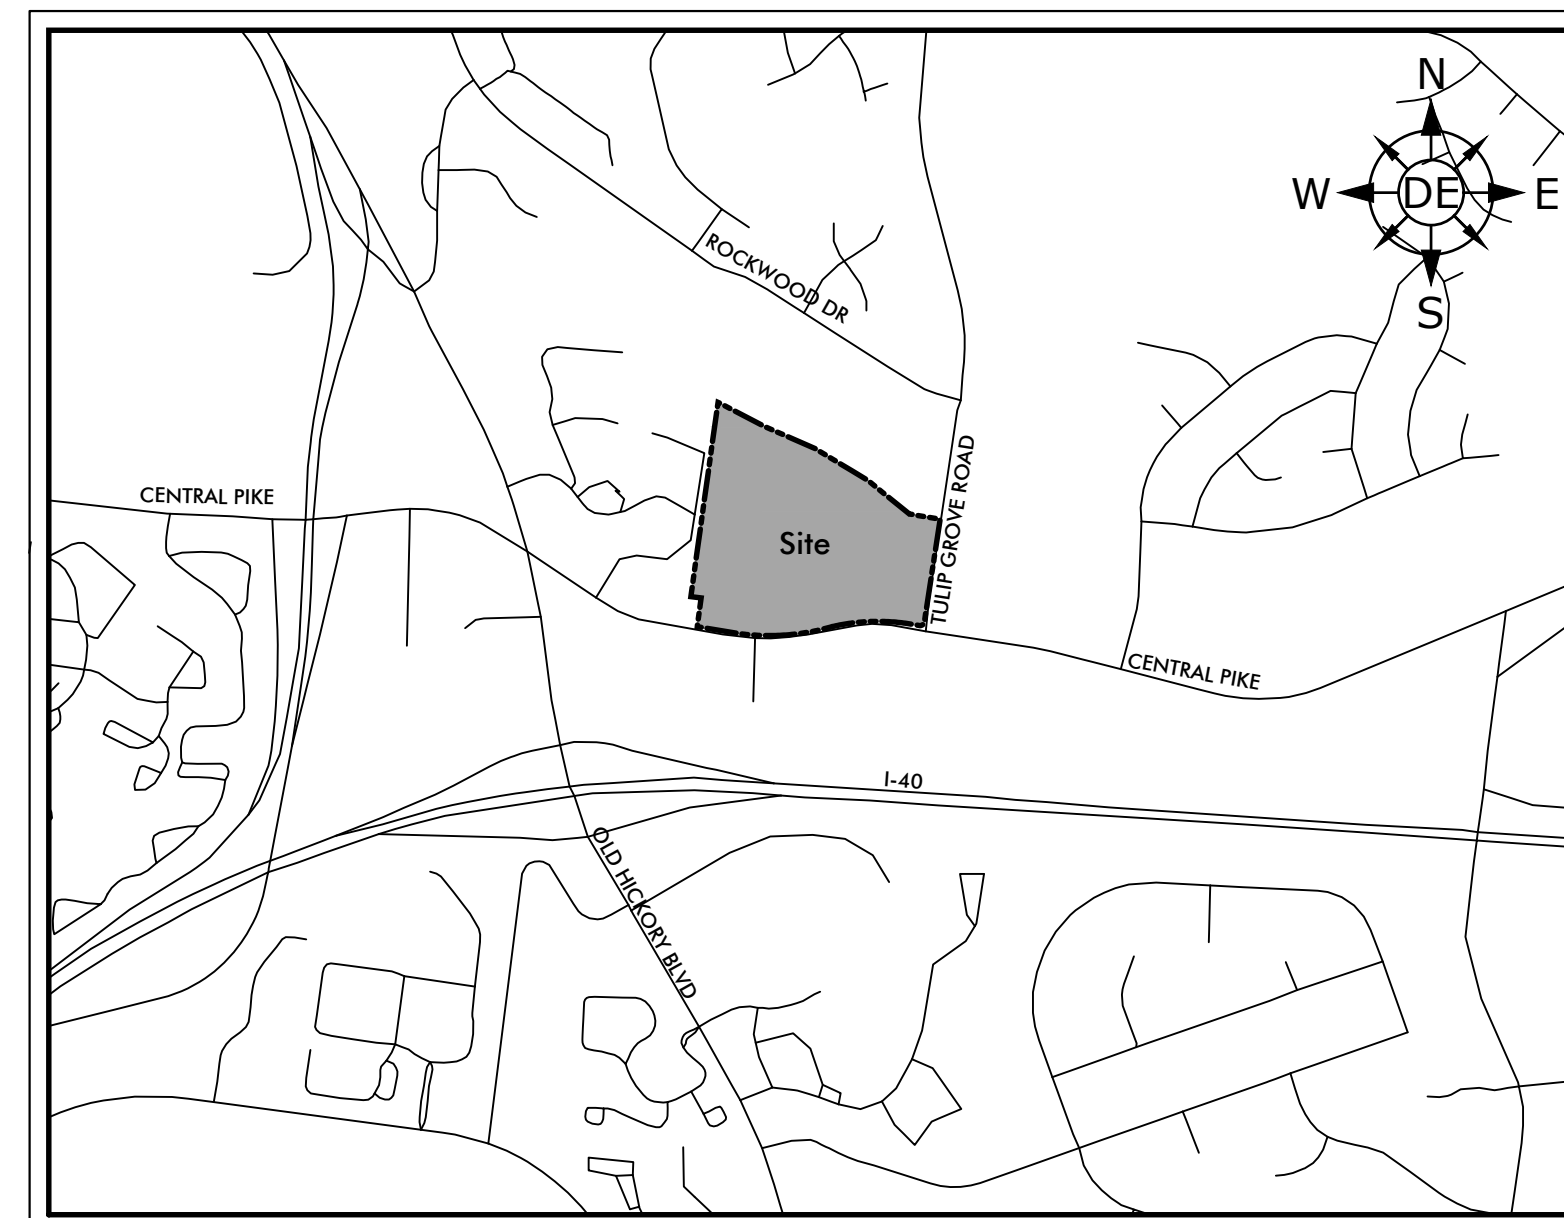 N
W DE E
S
ROCKWOOD DR
TULIP GROVE ROAD
CENTRAL PIKE
Site
CENTRAL PIKE
I-40
OLD HICKORY BLVD